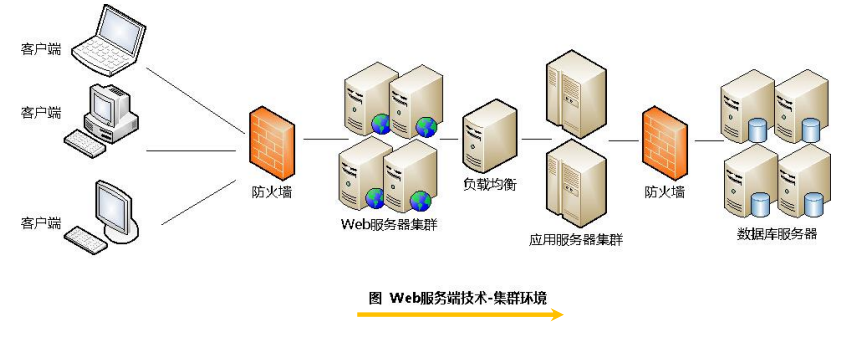 客户端
客户端
客户端
防火墙
Web服务器集群
负载均衡
应用服务器集群
防火墙
数据库服务器
图 Web服务端技术-集群环境